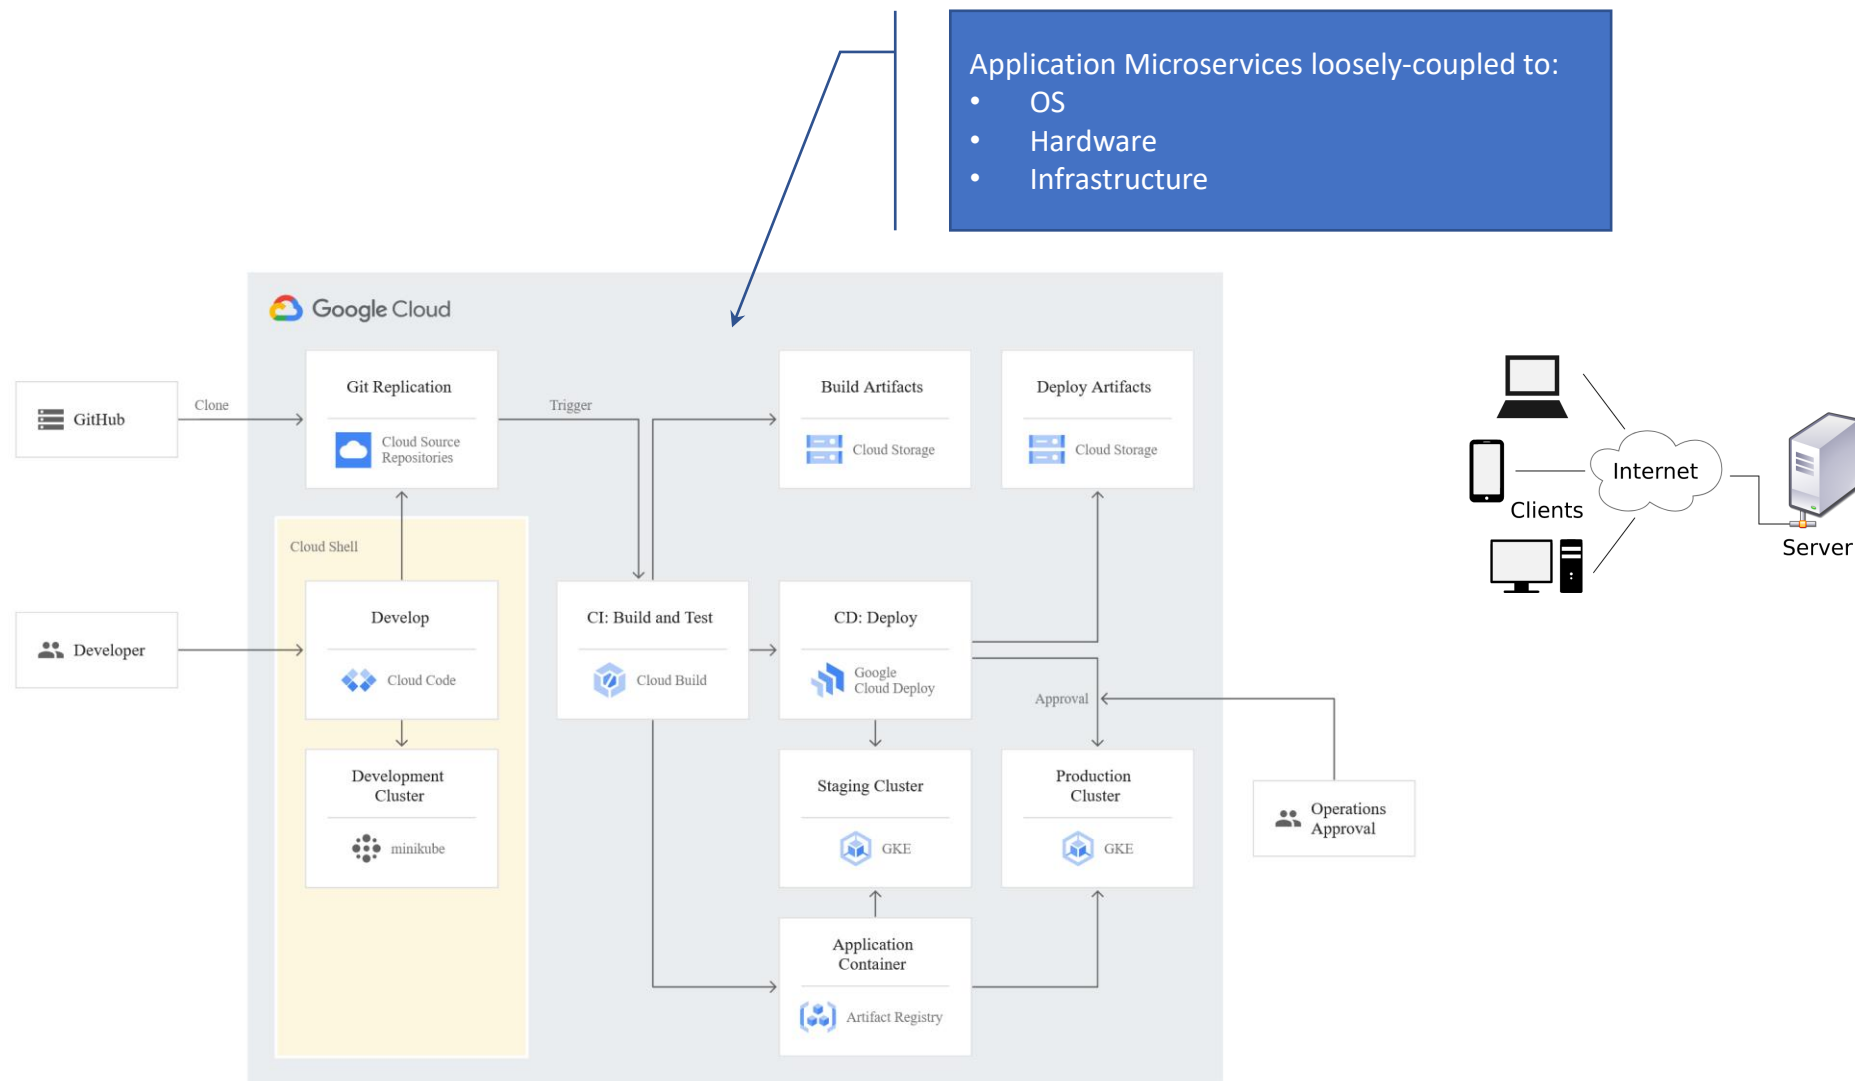 Application Microservices loosely-coupled to:
• OS
• Hardware
• Infrastructure
Google Cloud
GitHub
Clone
Git Replication
Cloud Source
Repositories
Trigger
Build Artifacts
Cloud Storage
Deploy Artifacts
Cloud Storage
Cloud Shell
Developer
Develop
Cloud Code
CI: Build and Test
Cloud Build
CD: Deploy
Google
Cloud Deploy
Approval
Development
Cluster
minikube
Staging Cluster
GKE
Production
Cluster
GKE
Operations
Approval
Application
Container
Artifact Registry
Internet
Clients
Server